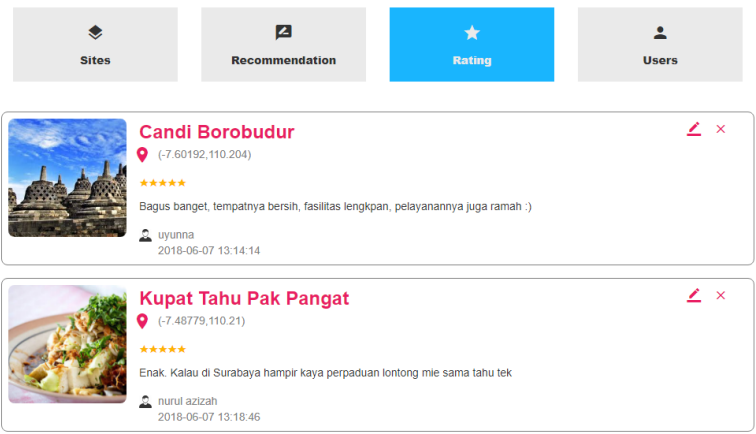 Sites
Recommendation
Rating
Users
Candi Borobudur
(-7.60192,110.204)
Bagus banget, tempatnya bersih, fasilitas lengkpan, pelayanannya juga ramah :)
uyunna
2018-06-07 13:14:14
Kupat Tahu Pak Pangat
(-7.48779,110.21)
Enak. Kalau di Surabaya hampir kaya perpaduan lontong mie sama tahu tek
nurul azizah
2018-06-07 13:18:46